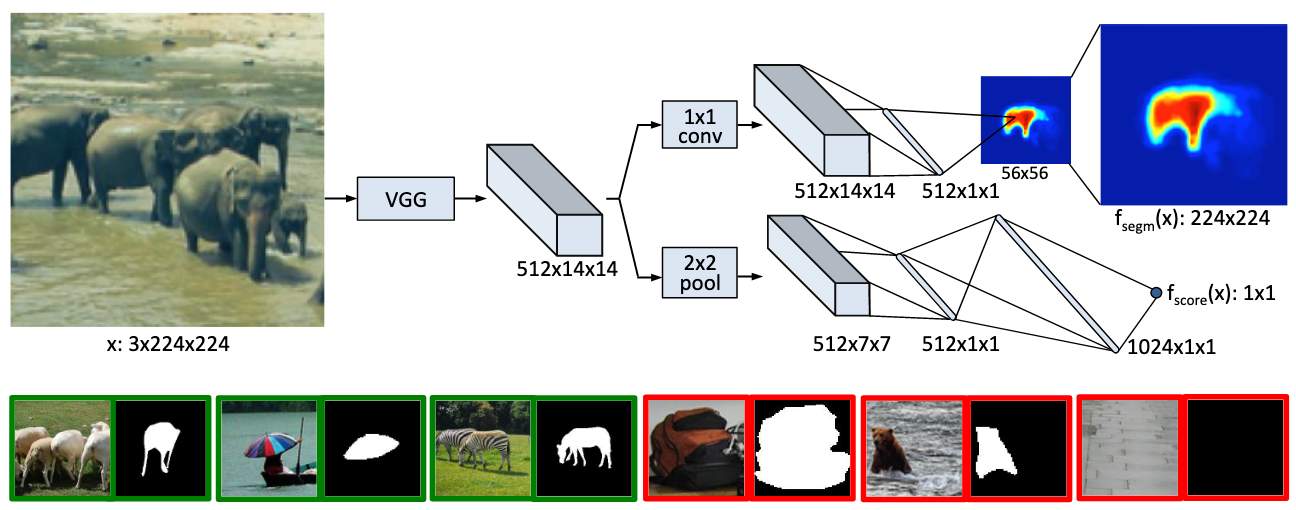 x: 3x224x224
VGG
512x14x14
1x1
conv
512x14x14
512x1x1
56x56
f_segm(x): 224x224
2x2
pool
512x7x7
512x1x1
1024x1x1
f_score(x): 1x1